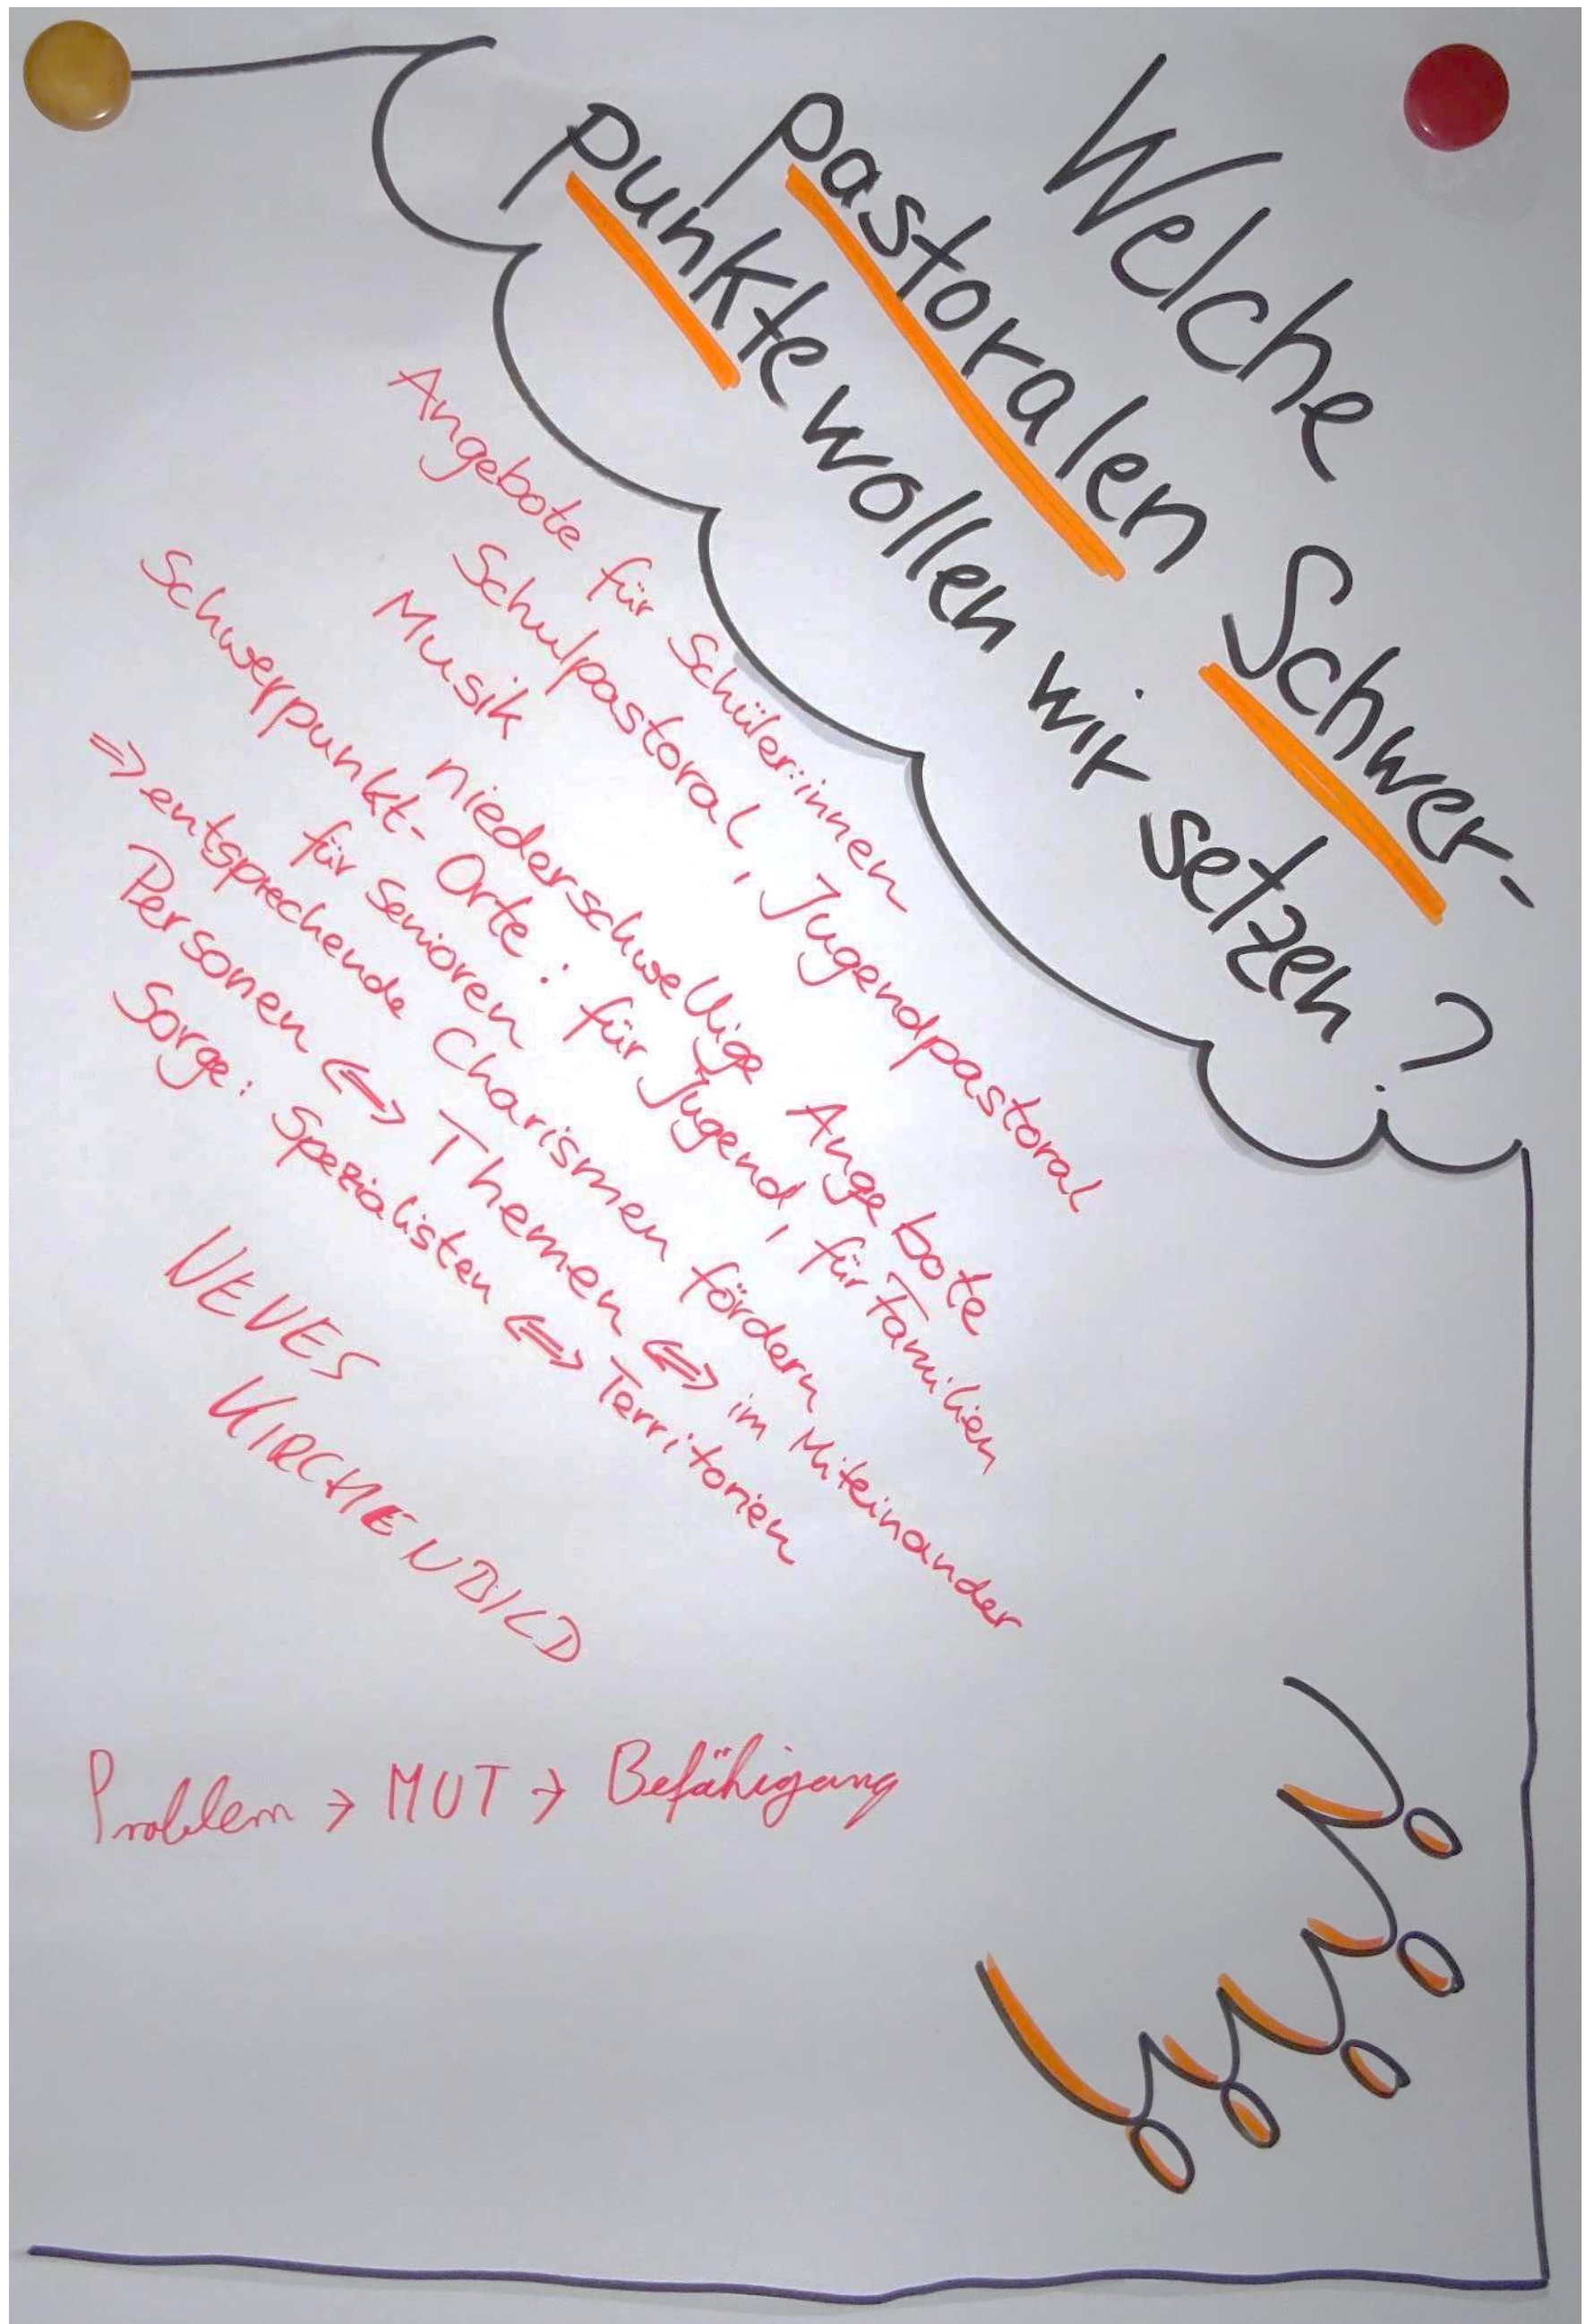 Welche
pastoralen Schwer-
punkte wollen wir setzen?
Angebote für Schüler:innen
Schulpastoral, Jugendpastoral
Musik
niederschwellige Angebote
Schwerpunkt-Orte: für Jugend, für Familien
für Senioren
⇒ entsprechende Charismen fördern
Personen ⇔ Themen ⇔ im Miteinander
Sorge: Spezialisten ⇔ Territorien
NEUES
KIRCHENBILD
Problem → MUT → Befähigung